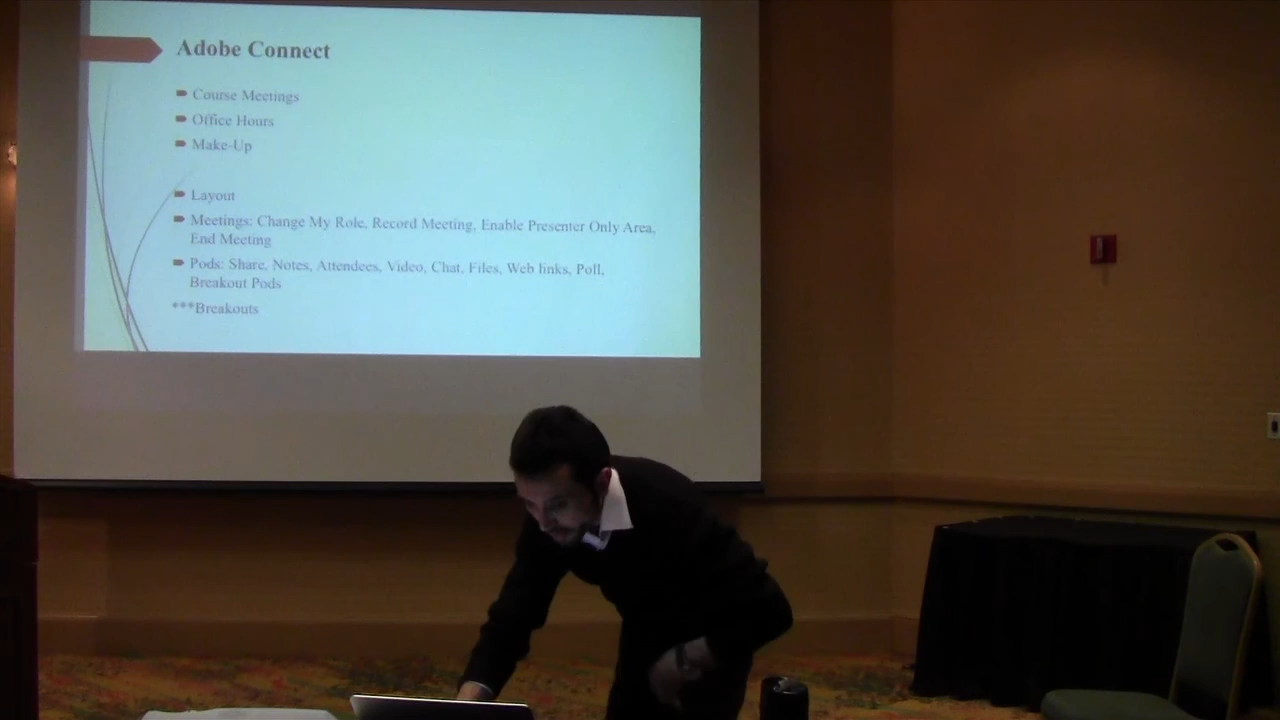 Adobe Connect
Course Meetings
Office Hours
Make-Up
Layout
Meetings: Change My Role, Record Meeting, Enable Presenter Only Area,
End Meeting
Pods: Share, Notes, Attendees, Video, Chat, Files, Web links, Poll,
Breakout Pods
***Breakouts